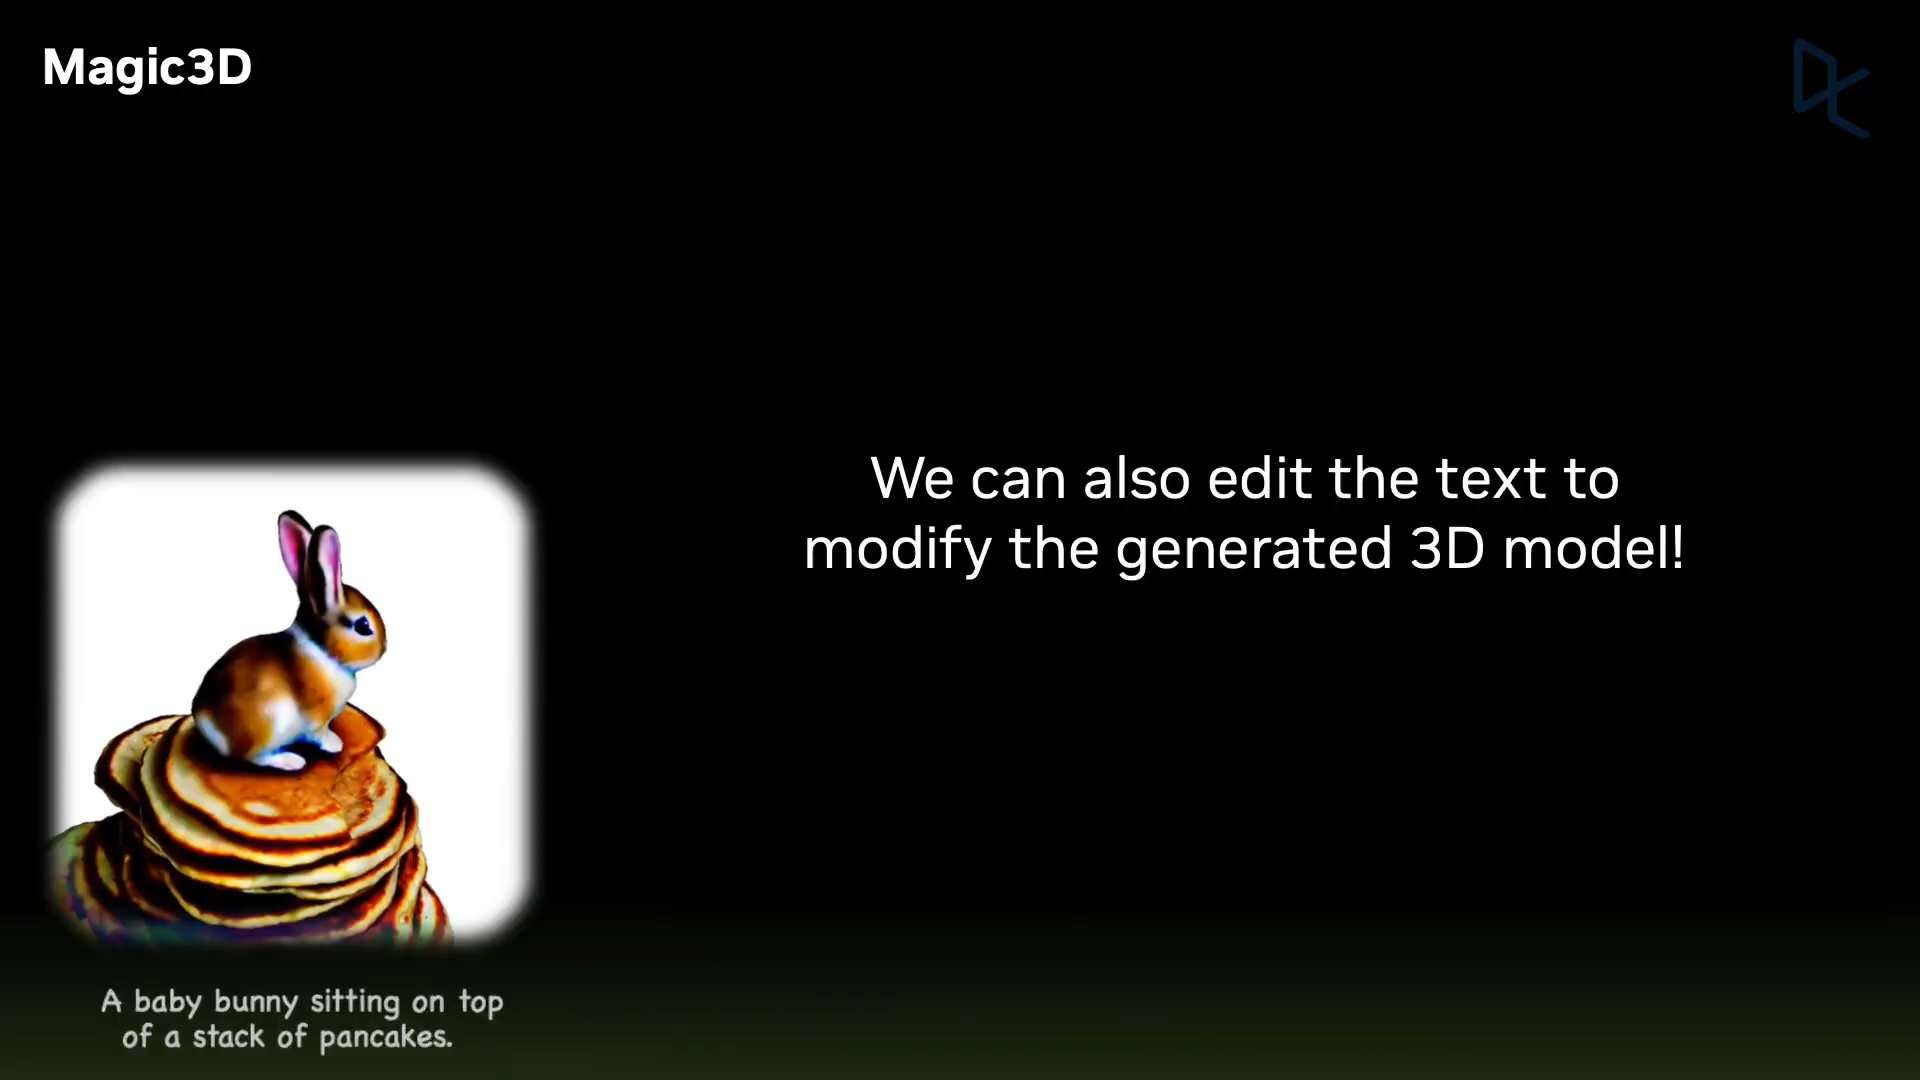 Magic3D
We can also edit the text to
modify the generated 3D model!
A baby bunny sitting on top
of a stack of pancakes.